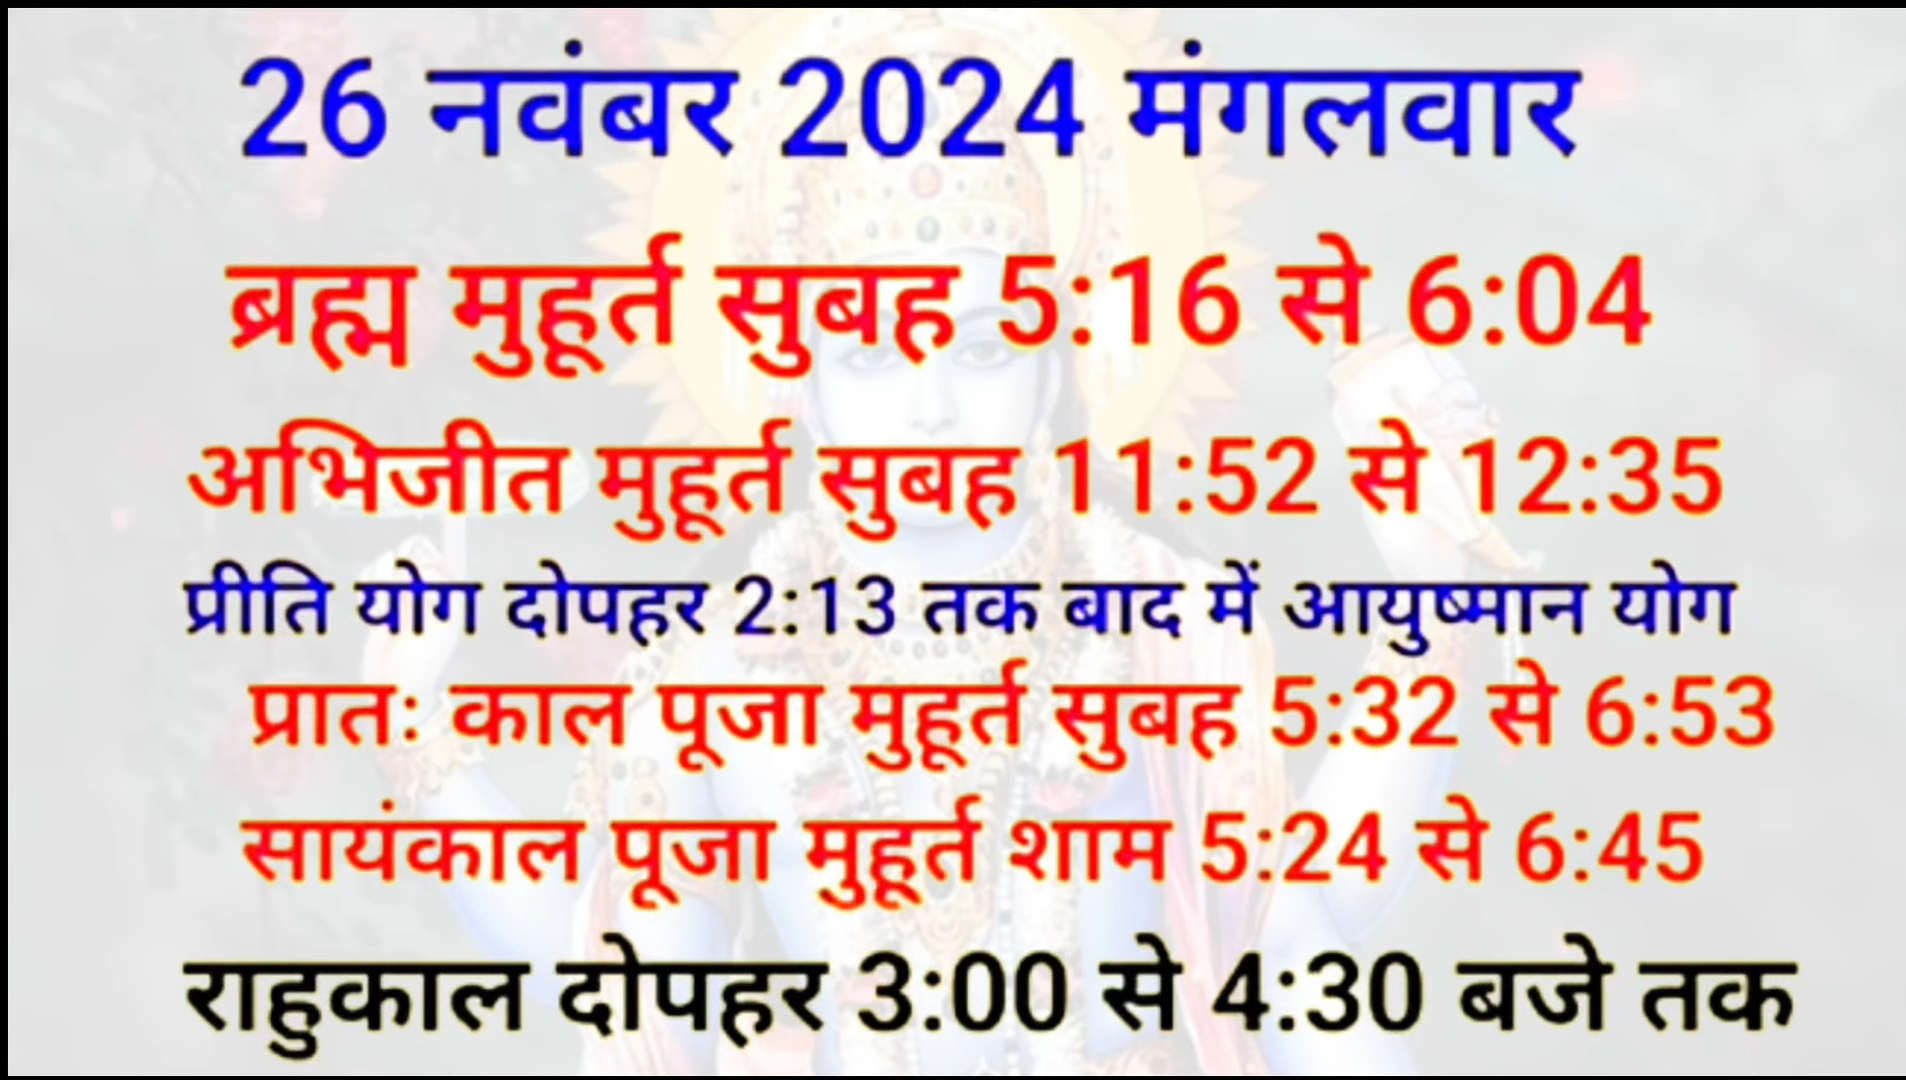 26 नवंबर 2024 मंगलवार
ब्रह्म मुहूर्त सुबह 5:16 से 6:04
अभिजीत मुहूर्त सुबह 11:52 से 12:35
प्रीति योग दोपहर 2:13 तक बाद में आयुष्मान योग
प्रातः काल पूजा मुहूर्त सुबह 5:32 से 6:53
सायंकाल पूजा मुहूर्त शाम 5:24 से 6:45
राहुकाल दोपहर 3:00 से 4:30 बजे तक